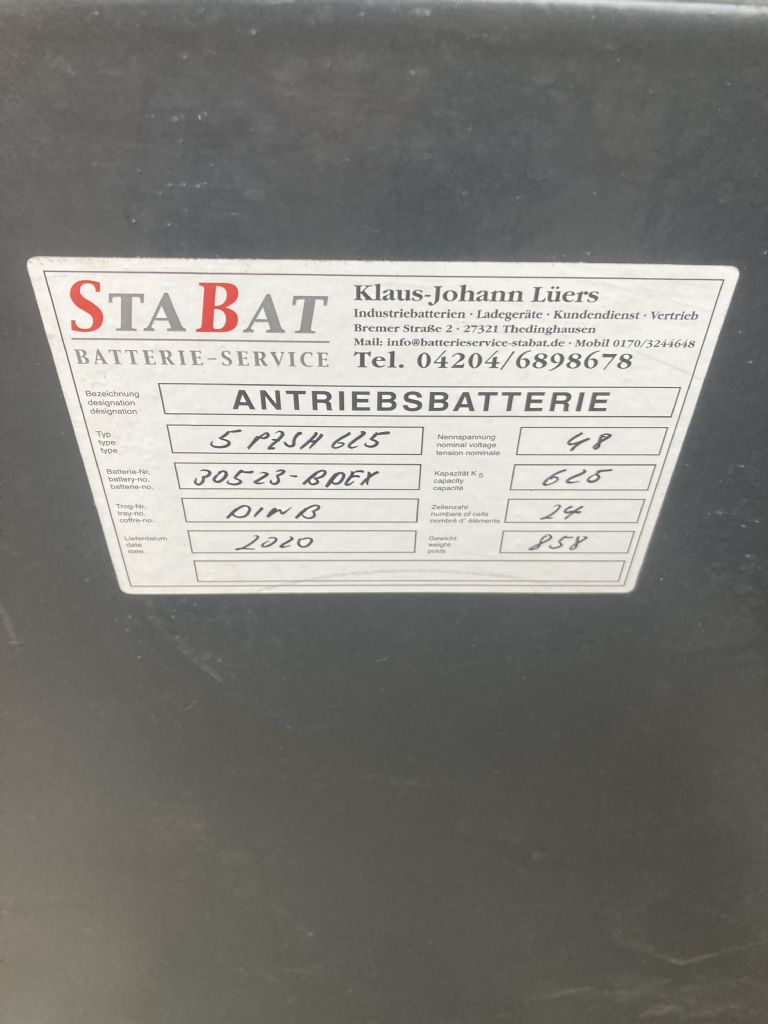 STABAT
BATTERIE-SERVICE
Klaus-Johann Lüers
Industriebatterien · Ladegeräte · Kundendienst · Vertrieb
Bremer Straße 2 · 27321 Thedinghausen
Mail: info@batterieservice-stabat.de · Mobil 0170/3244648
Tel. 04204/6898678
Bezeichnung
designation
désignation
ANTRIEBSBATTERIE
Typ
type
type
5 PZSH 625
Nennspannung
nominal voltage
tension nominale
48
Batterie-Nr.
battery-no.
batterie-no.
30523-BDEX
Kapazität K5
capacity
capacité
625
Trog-Nr.
tray-no.
coffre-no.
DIN B
Zellenzahl
numbers of cells
nombré d' éléments
24
Lieferdatum
date
date
2020
Gewicht
weight
poids
858